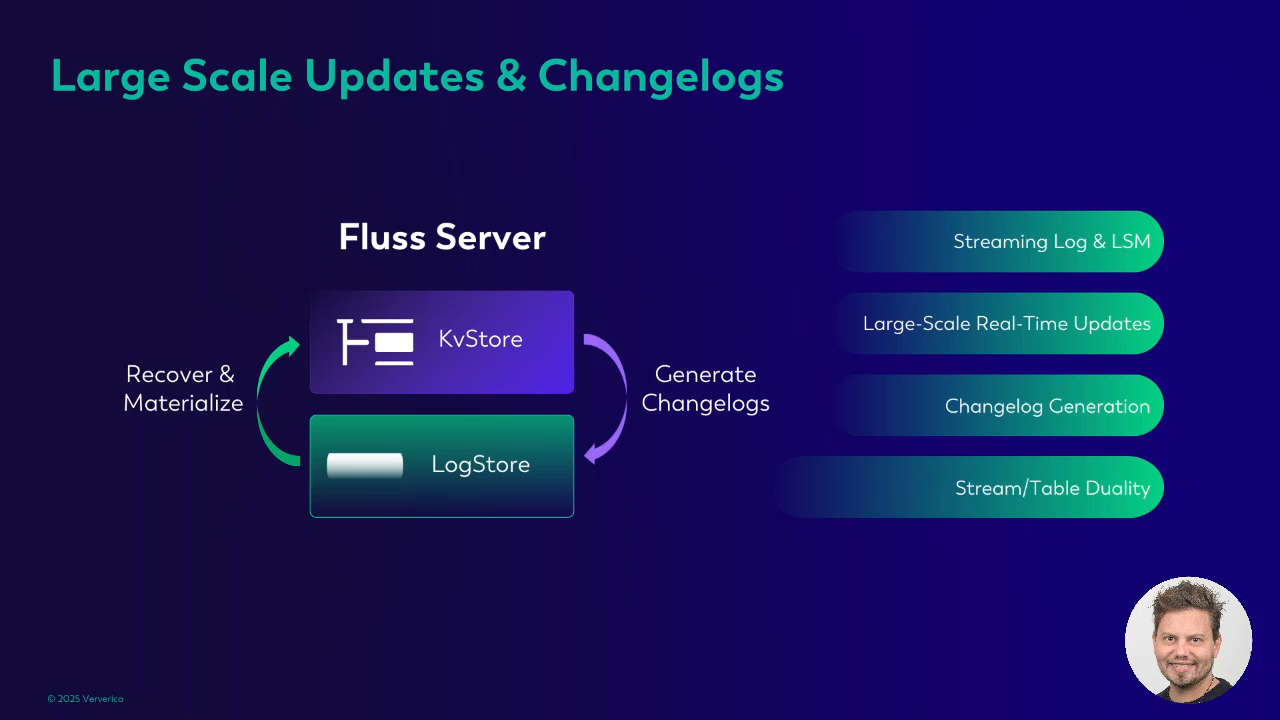 Large Scale Updates & Changelogs
Fluss Server
KvStore
LogStore
Recover &
Materialize
Generate
Changelogs
Streaming Log & LSM
Large-Scale Real-Time Updates
Changelog Generation
Stream/Table Duality
© 2025 Ververica